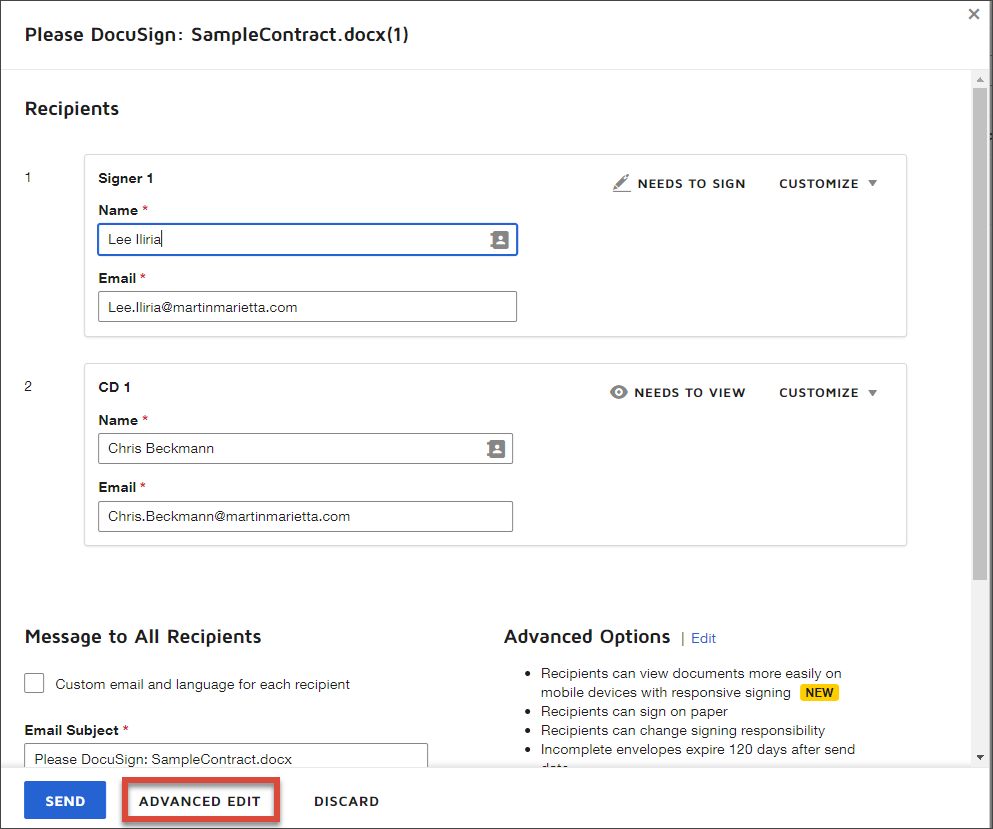 Please DocuSign: SampleContract.docx(1)
Recipients
1
Signer 1
NEEDS TO SIGN
CUSTOMIZE
Name *
Lee Iliria
Email *
Lee.Iliria@martinmarietta.com
2
CD 1
NEEDS TO VIEW
CUSTOMIZE
Name *
Chris Beckmann
Email *
Chris.Beckmann@martinmarietta.com
Message to All Recipients
Custom email and language for each recipient
Email Subject *
Please DocuSign: SampleContract.docx
Advanced Options | Edit
• Recipients can view documents more easily on
mobile devices with responsive signing NEW
• Recipients can sign on paper
• Recipients can change signing responsibility
• Incomplete envelopes expire 120 days after send
SEND
ADVANCED EDIT
DISCARD